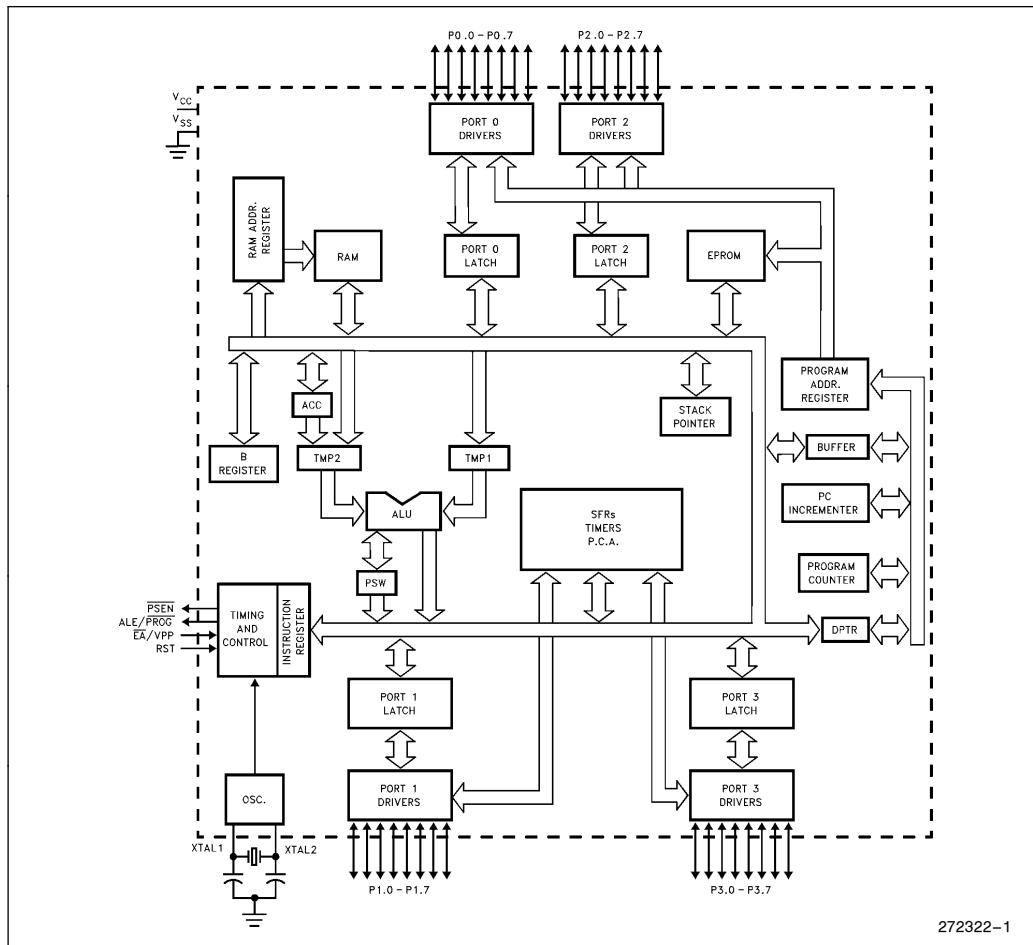 P0.0 – P0.7
P2.0 – P2.7
VCC
VSS
PORT 0
DRIVERS
PORT 2
DRIVERS
RAM ADDR.
REGISTER
RAM
PORT 0
LATCH
PORT 2
LATCH
EPROM
PROGRAM
ADDR.
REGISTER
ACC
STACK
POINTER
BUFFER
B
REGISTER
TMP2
TMP1
ALU
SFRs
TIMERS
P.C.A.
PC
INCREMENTER
PSW
PROGRAM
COUNTER
PSEN
ALE/PROG
EA/VPP
RST
TIMING
AND
CONTROL
INSTRUCTION
REGISTER
DPTR
PORT 1
LATCH
PORT 3
LATCH
OSC.
PORT 1
DRIVERS
PORT 3
DRIVERS
XTAL1
XTAL2
P1.0 – P1.7
P3.0 – P3.7
272322–1